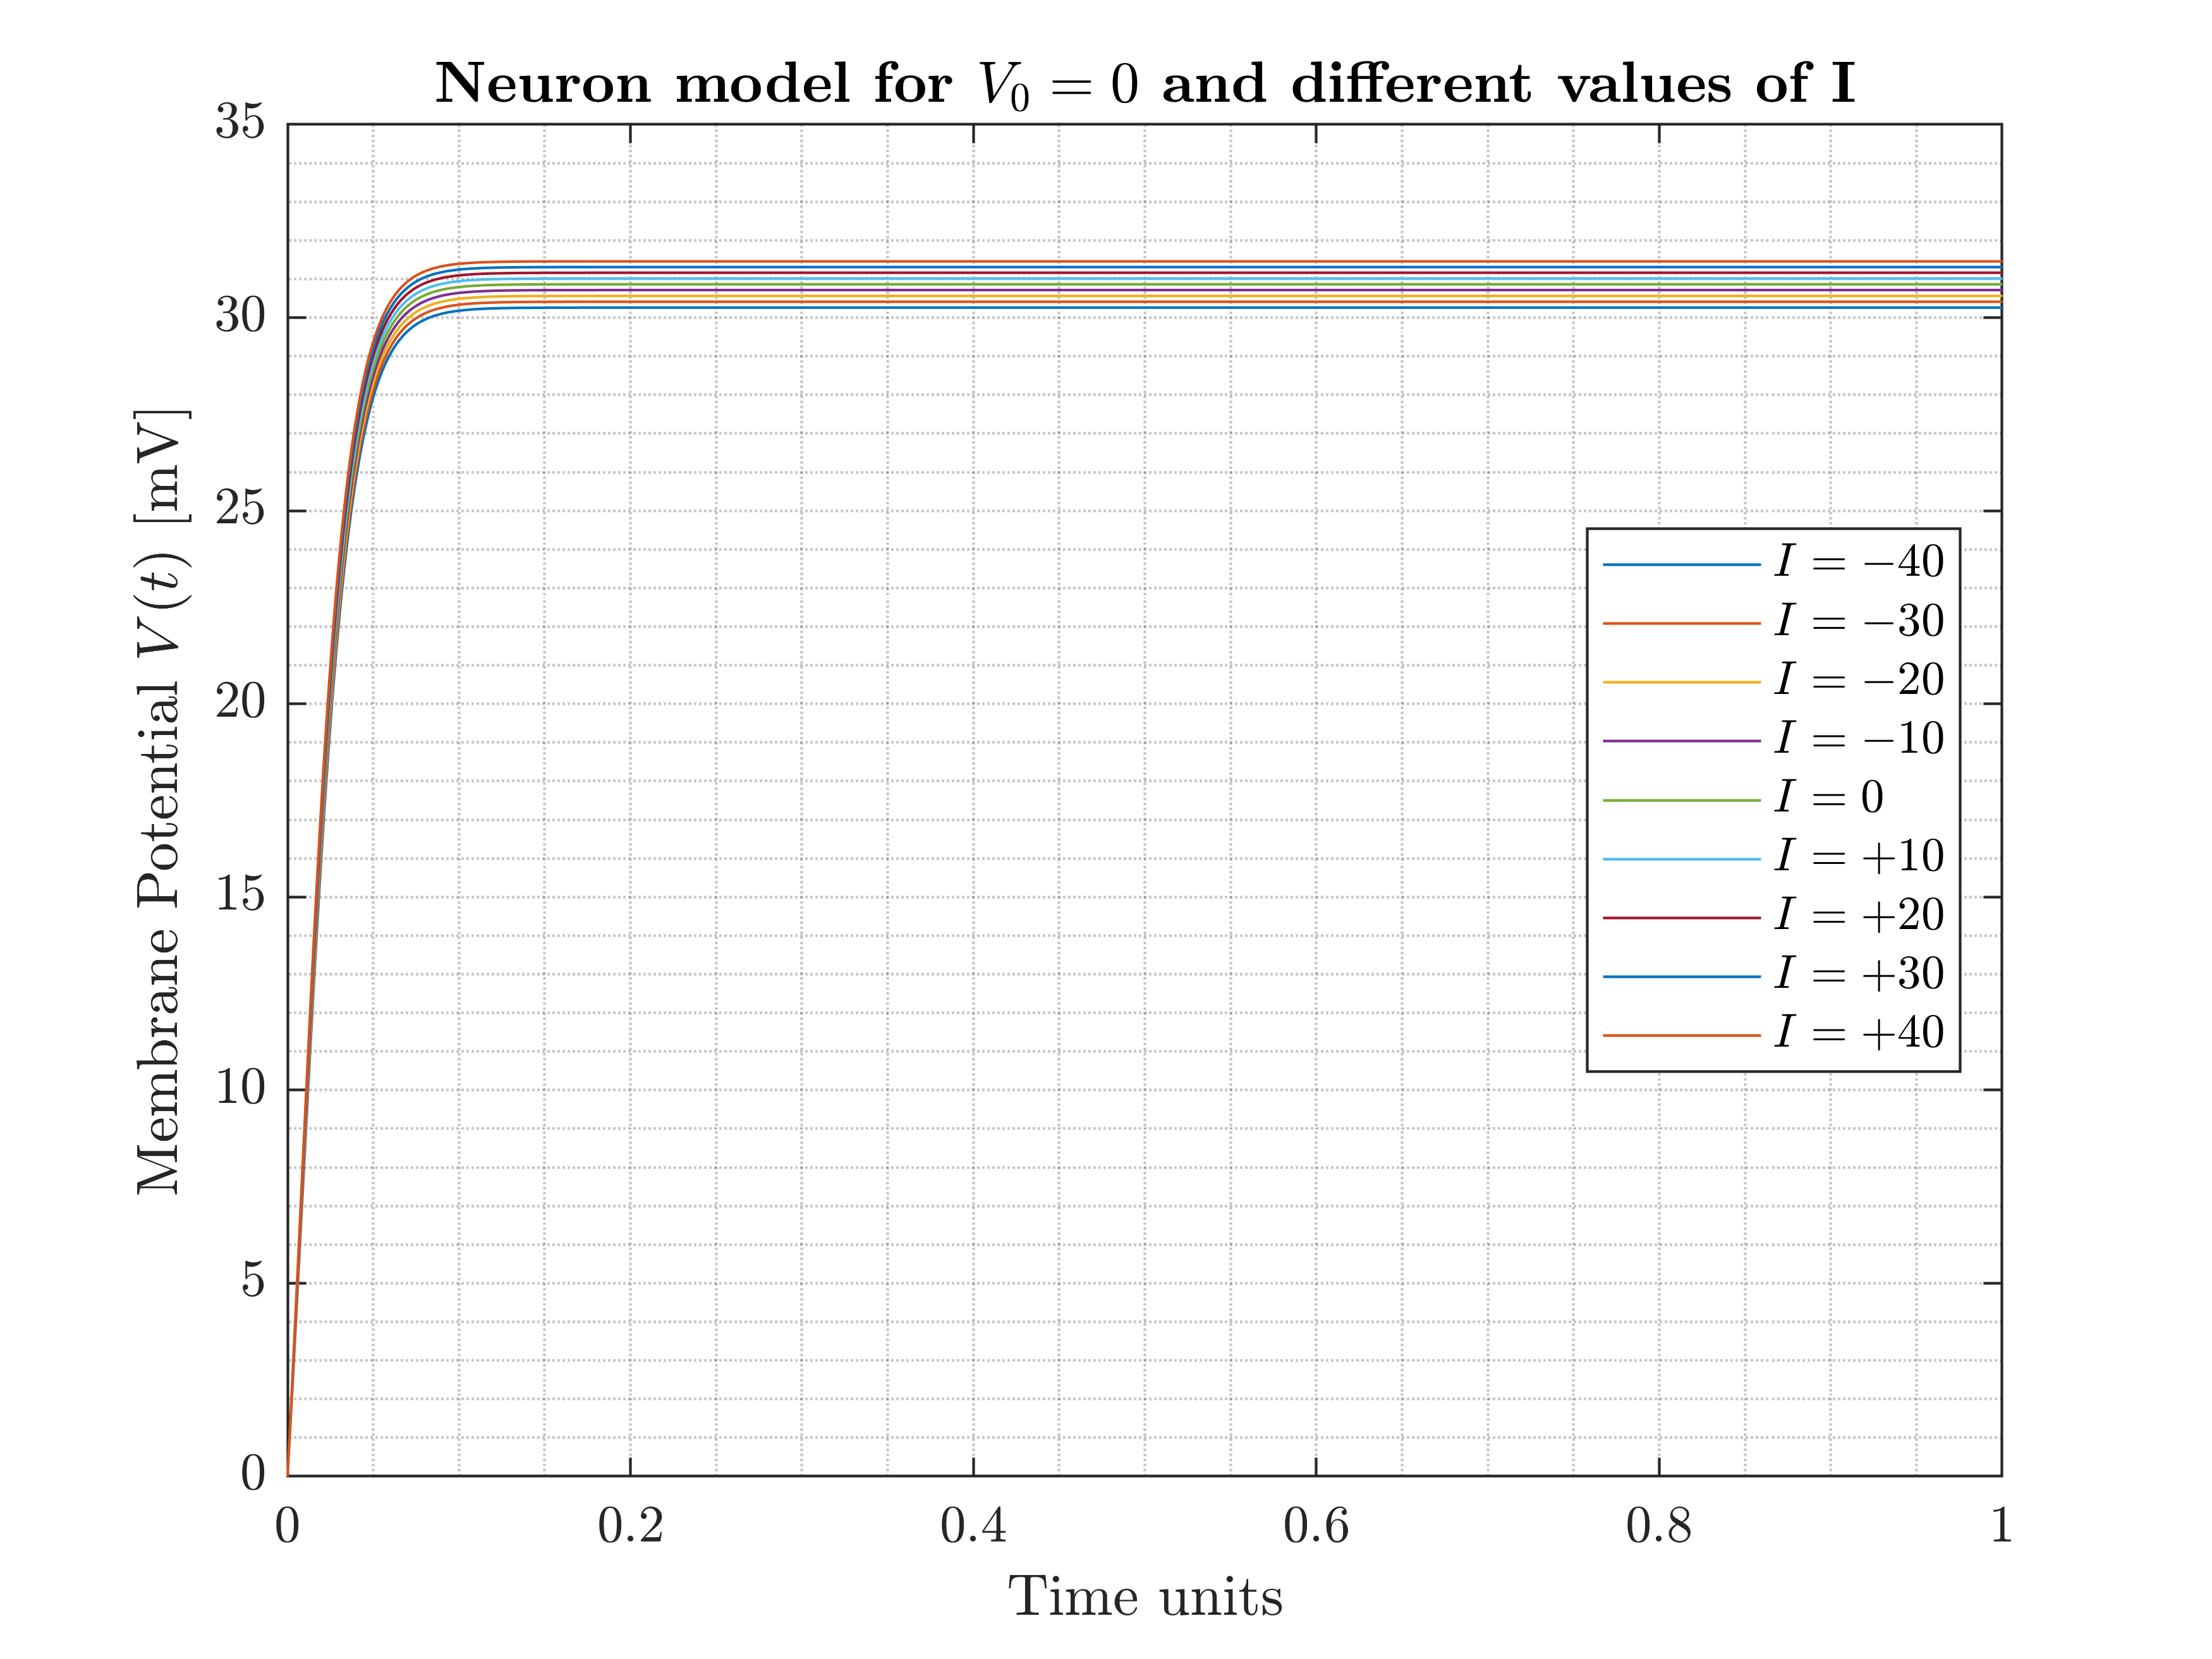 Neuron model for V₀ = 0 and different values of I
Membrane Potential V(t) [mV]
35
30
25
20
15
10
5
0
I = −40
I = −30
I = −20
I = −10
I = 0
I = +10
I = +20
I = +30
I = +40
0 0.2 0.4 0.6 0.8 1
Time units